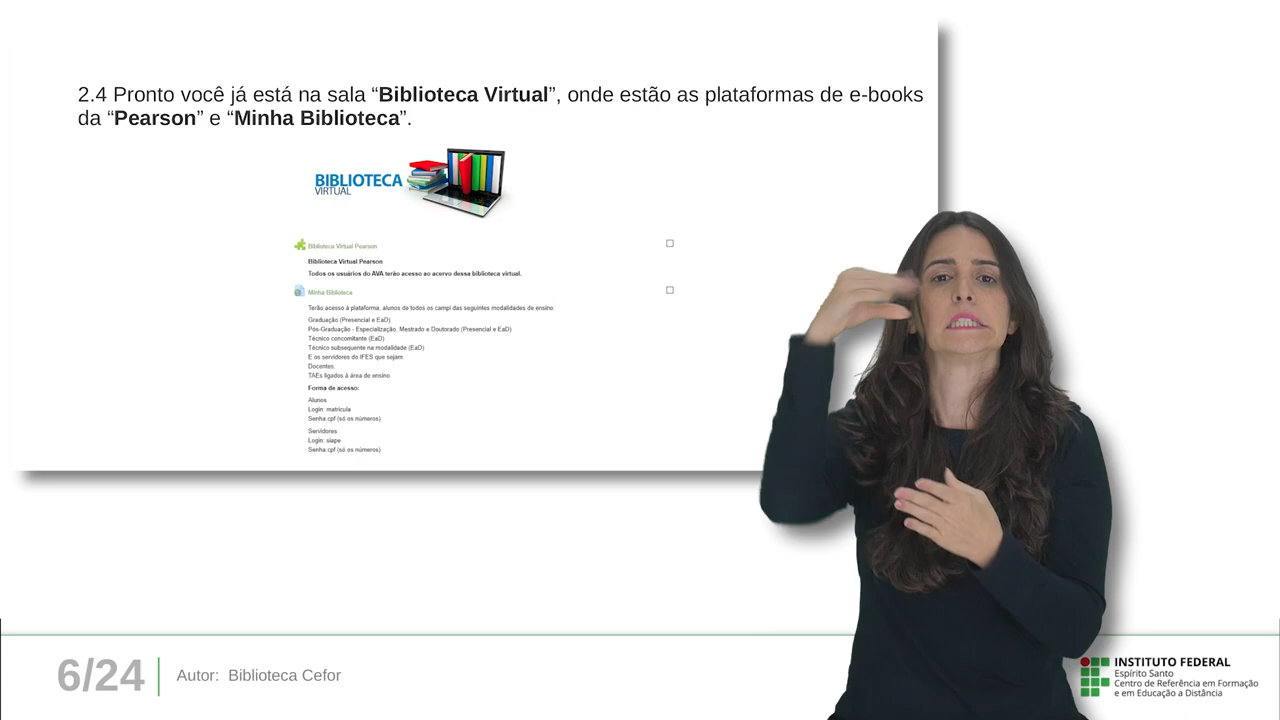 2.4 Pronto você já está na sala “Biblioteca Virtual”, onde estão as plataformas de e-books
da “Pearson” e “Minha Biblioteca”.
BIBLIOTECA
VIRTUAL
Biblioteca Virtual Pearson
Biblioteca Virtual Pearson
Todos os usuários do AVA terão acesso ao acervo dessa biblioteca virtual.
Minha Biblioteca
Terão acesso à plataforma, alunos de todos os campi das seguintes modalidades de ensino:
Graduação (Presencial e EaD)
Pós-Graduação - Especialização, Mestrado e Doutorado (Presencial e EaD)
Técnico concomitante (EaD)
Técnico subsequente na modalidade (EaD)
E os servidores do IFES que sejam:
Docentes;
TAEs ligados à área de ensino
Forma de acesso:
Alunos
Login: matrícula
Senha:cpf (só os números)
Servidores
Login: siape
Senha:cpf (só os números)
6/24
Autor: Biblioteca Cefor
INSTITUTO FEDERAL
Espírito Santo
Centro de Referência em Formação
e em Educação a Distância